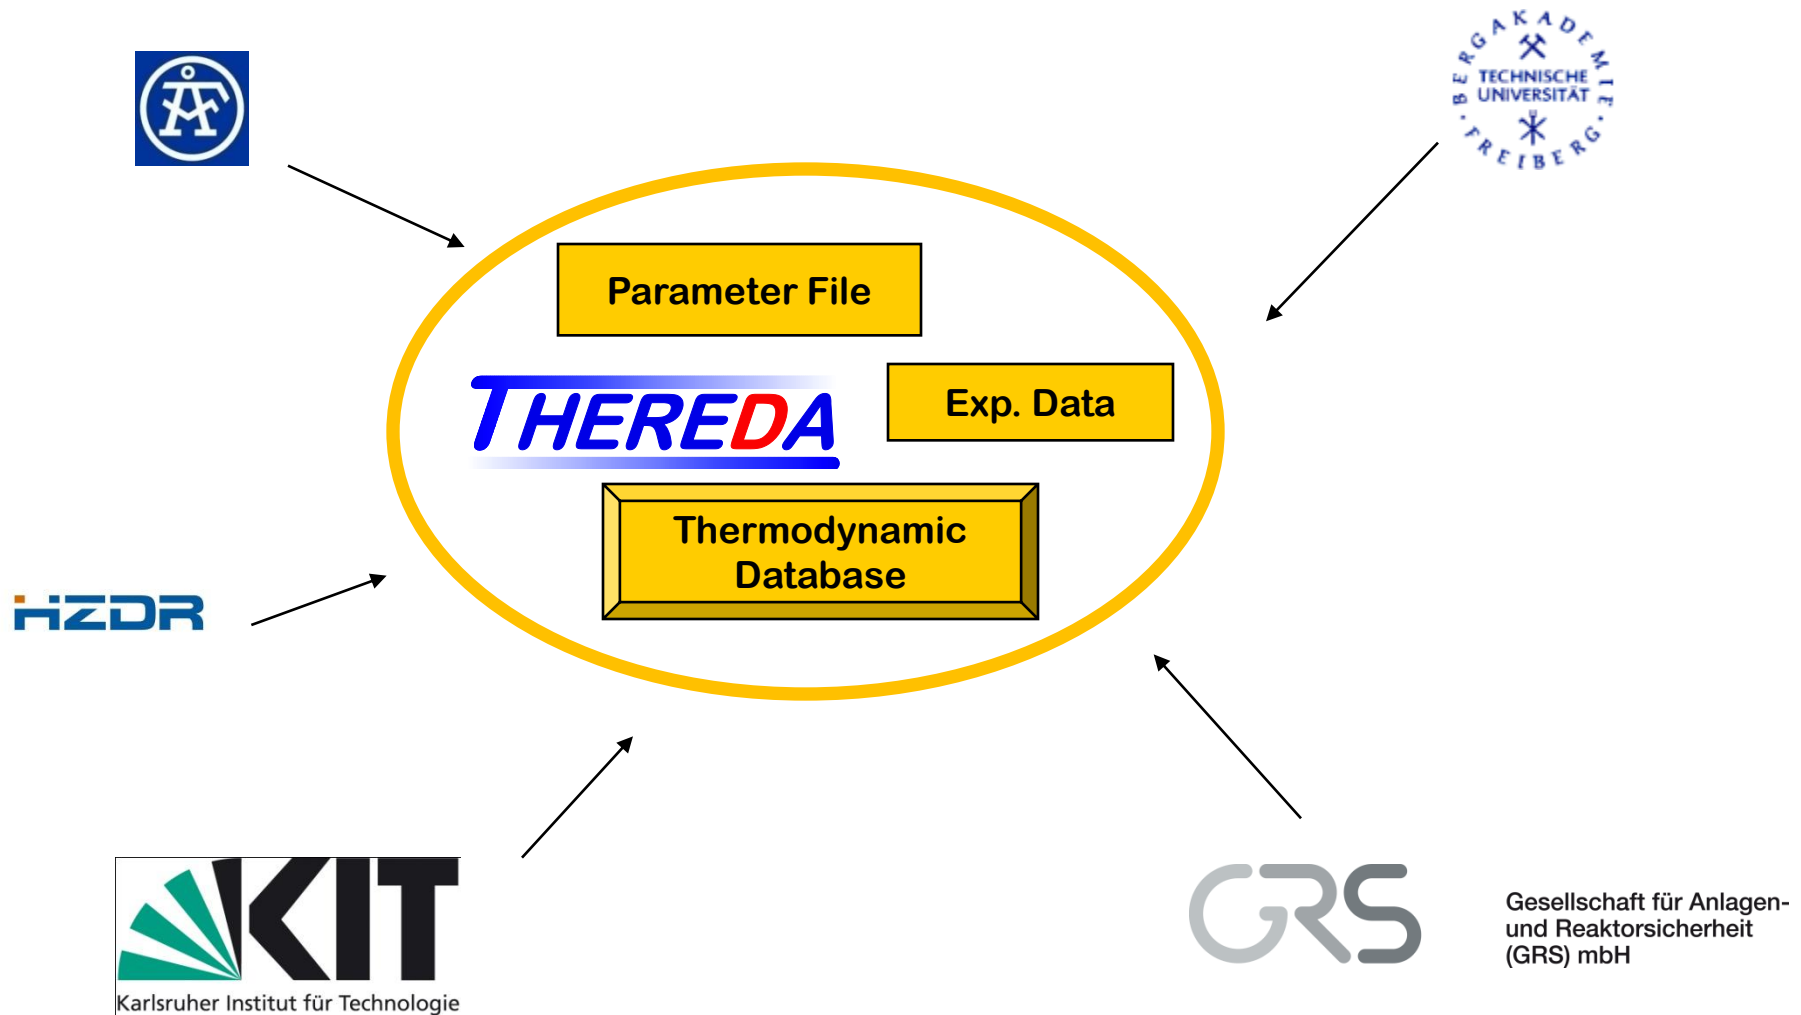 ÅF
BERGAKADEMIE
TECHNISCHE
UNIVERSITÄT
· FREIBERG ·
Parameter File
THEREDA
Exp. Data
Thermodynamic
Database
HZDR
KIT
Karlsruher Institut für Technologie
GRS
Gesellschaft für Anlagen-
und Reaktorsicherheit
(GRS) mbH